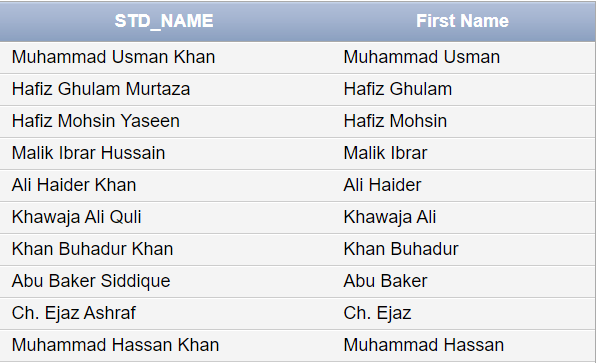 STD_NAME First Name
Muhammad Usman Khan Muhammad Usman
Hafiz Ghulam Murtaza Hafiz Ghulam
Hafiz Mohsin Yaseen Hafiz Mohsin
Malik Ibrar Hussain Malik Ibrar
Ali Haider Khan Ali Haider
Khawaja Ali Quli Khawaja Ali
Khan Buhadur Khan Khan Buhadur
Abu Baker Siddique Abu Baker
Ch. Ejaz Ashraf Ch. Ejaz
Muhammad Hassan Khan Muhammad Hassan